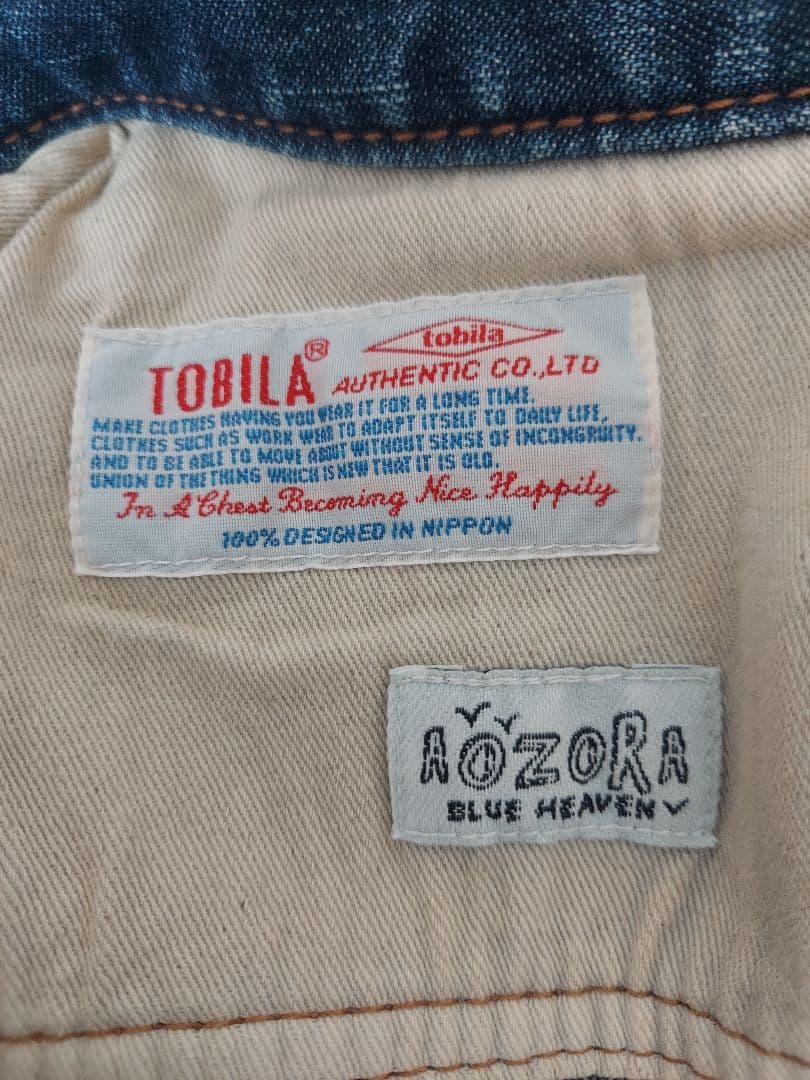 TOBILA®
tobila
AUTHENTIC CO.,LTD
MAKE CLOTHES HAVING YOU WEAR IT FOR A LONG TIME.
CLOTHES SUCH AS WORK WEAR TO ADAPT ITSELF TO DAILY LIFE,
AND TO BE ABLE TO MOVE ABOUT WITHOUT SENSE OF INCONGRUITY.
UNION OF THE THING WHICH IS NEW THAT IT IS OLD.
In A Chest Becoming Nice Happily
100% DESIGNED IN NIPPON
AOZORA
BLUE HEAVEN